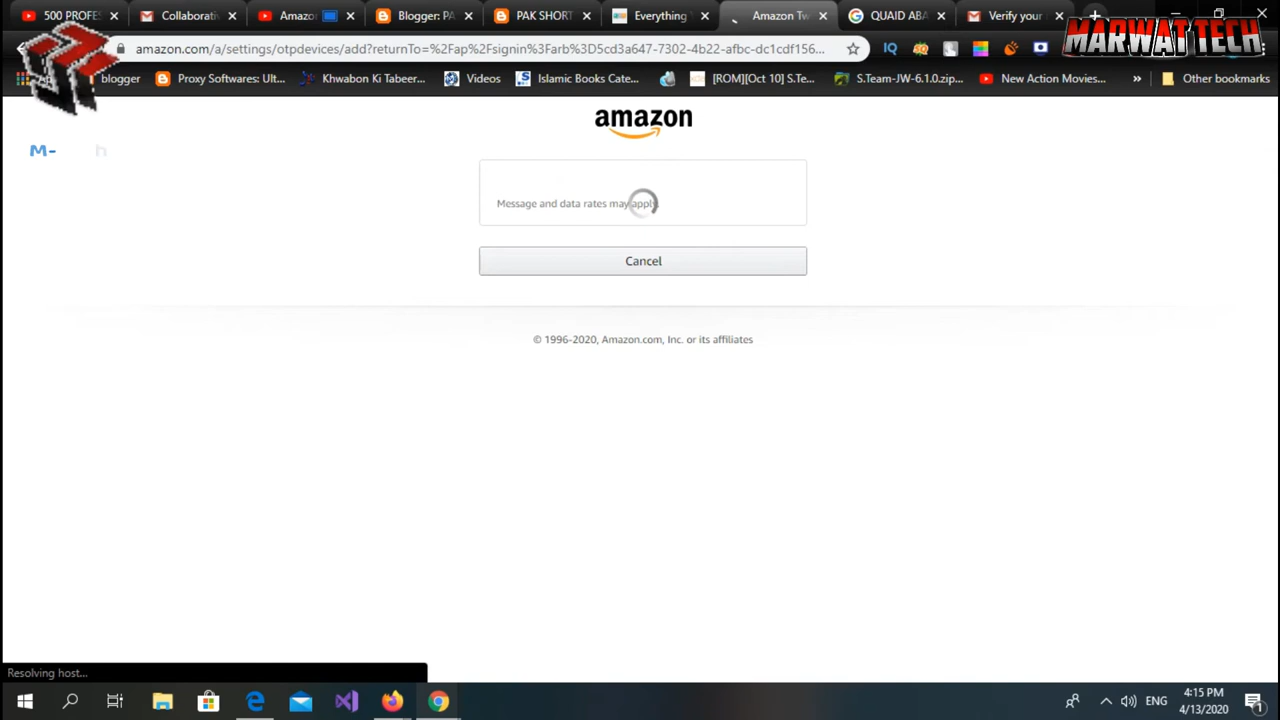 500 PROFES
Collaborati
Amazo
Blogger: PA
PAK SHORT
Everything
Amazon Tw
QUAID ABA
Verify your
MARWAT TECH
amazon.com/a/settings/otpdevices/add?returnTo=%2Fap%2Fsignin%3Farb%3D5cd3a647-7302-4b22-afbc-dc1cdf156...
IQ
blogger
Proxy Softwares: Ult...
Khwabon Ki Tabeer...
Videos
Islamic Books Cate...
[ROM][Oct 10] S.Te...
S.Team-JW-6.1.0.zip...
New Action Movies...
»
Other bookmarks
amazon
M- h
Message and data rates may apply.
Cancel
© 1996-2020, Amazon.com, Inc. or its affiliates
Resolving host...
ENG
4:15 PM
4/13/2020
1